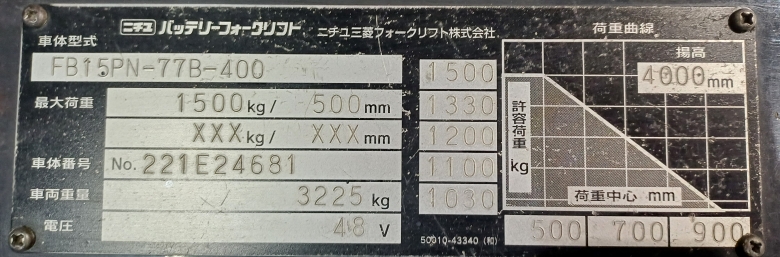 ニチユ バッテリーフォークリフト ニチユ三菱フォークリフト株式会社
車体型式
FB15PN-77B-400
最大荷重 1500kg/ 500mm
XXXkg/ XXXmm
車体番号 No. 221E24681
車両重量 3225kg
電圧 48 V
荷重曲線
揚高
4000mm
1500
1330
1200
1100
1030
許容荷重 kg
荷重中心 mm
500 700 900
50010-43340 (和)